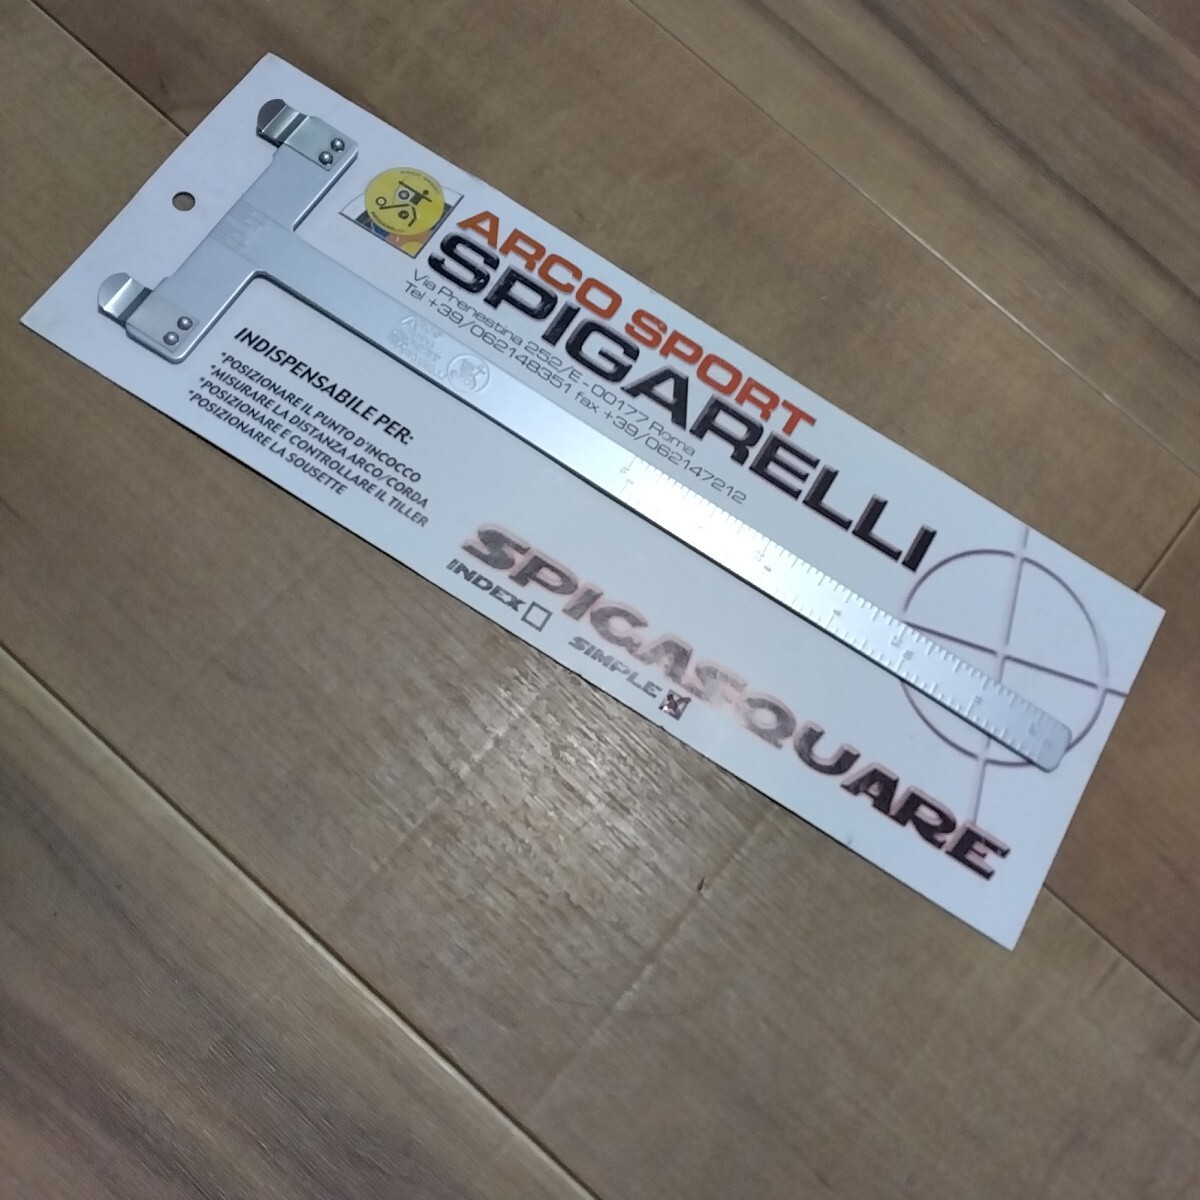 ARCO SPORT
SPIGARELLI
Via Prenestina 252/E - 00177 Roma
Tel +39/062148351 fax +39/062147212
INDISPENSABILE PER:
*POSIZIONARE IL PUNTO D'INCOCCO
*MISURARE LA DISTANZA ARCO/CORDA
*POSIZIONARE E CONTROLLARE IL TILLER
*POSIZIONARE LA SOUSETTE
SPIGASQUARE
INDEX
SIMPLE